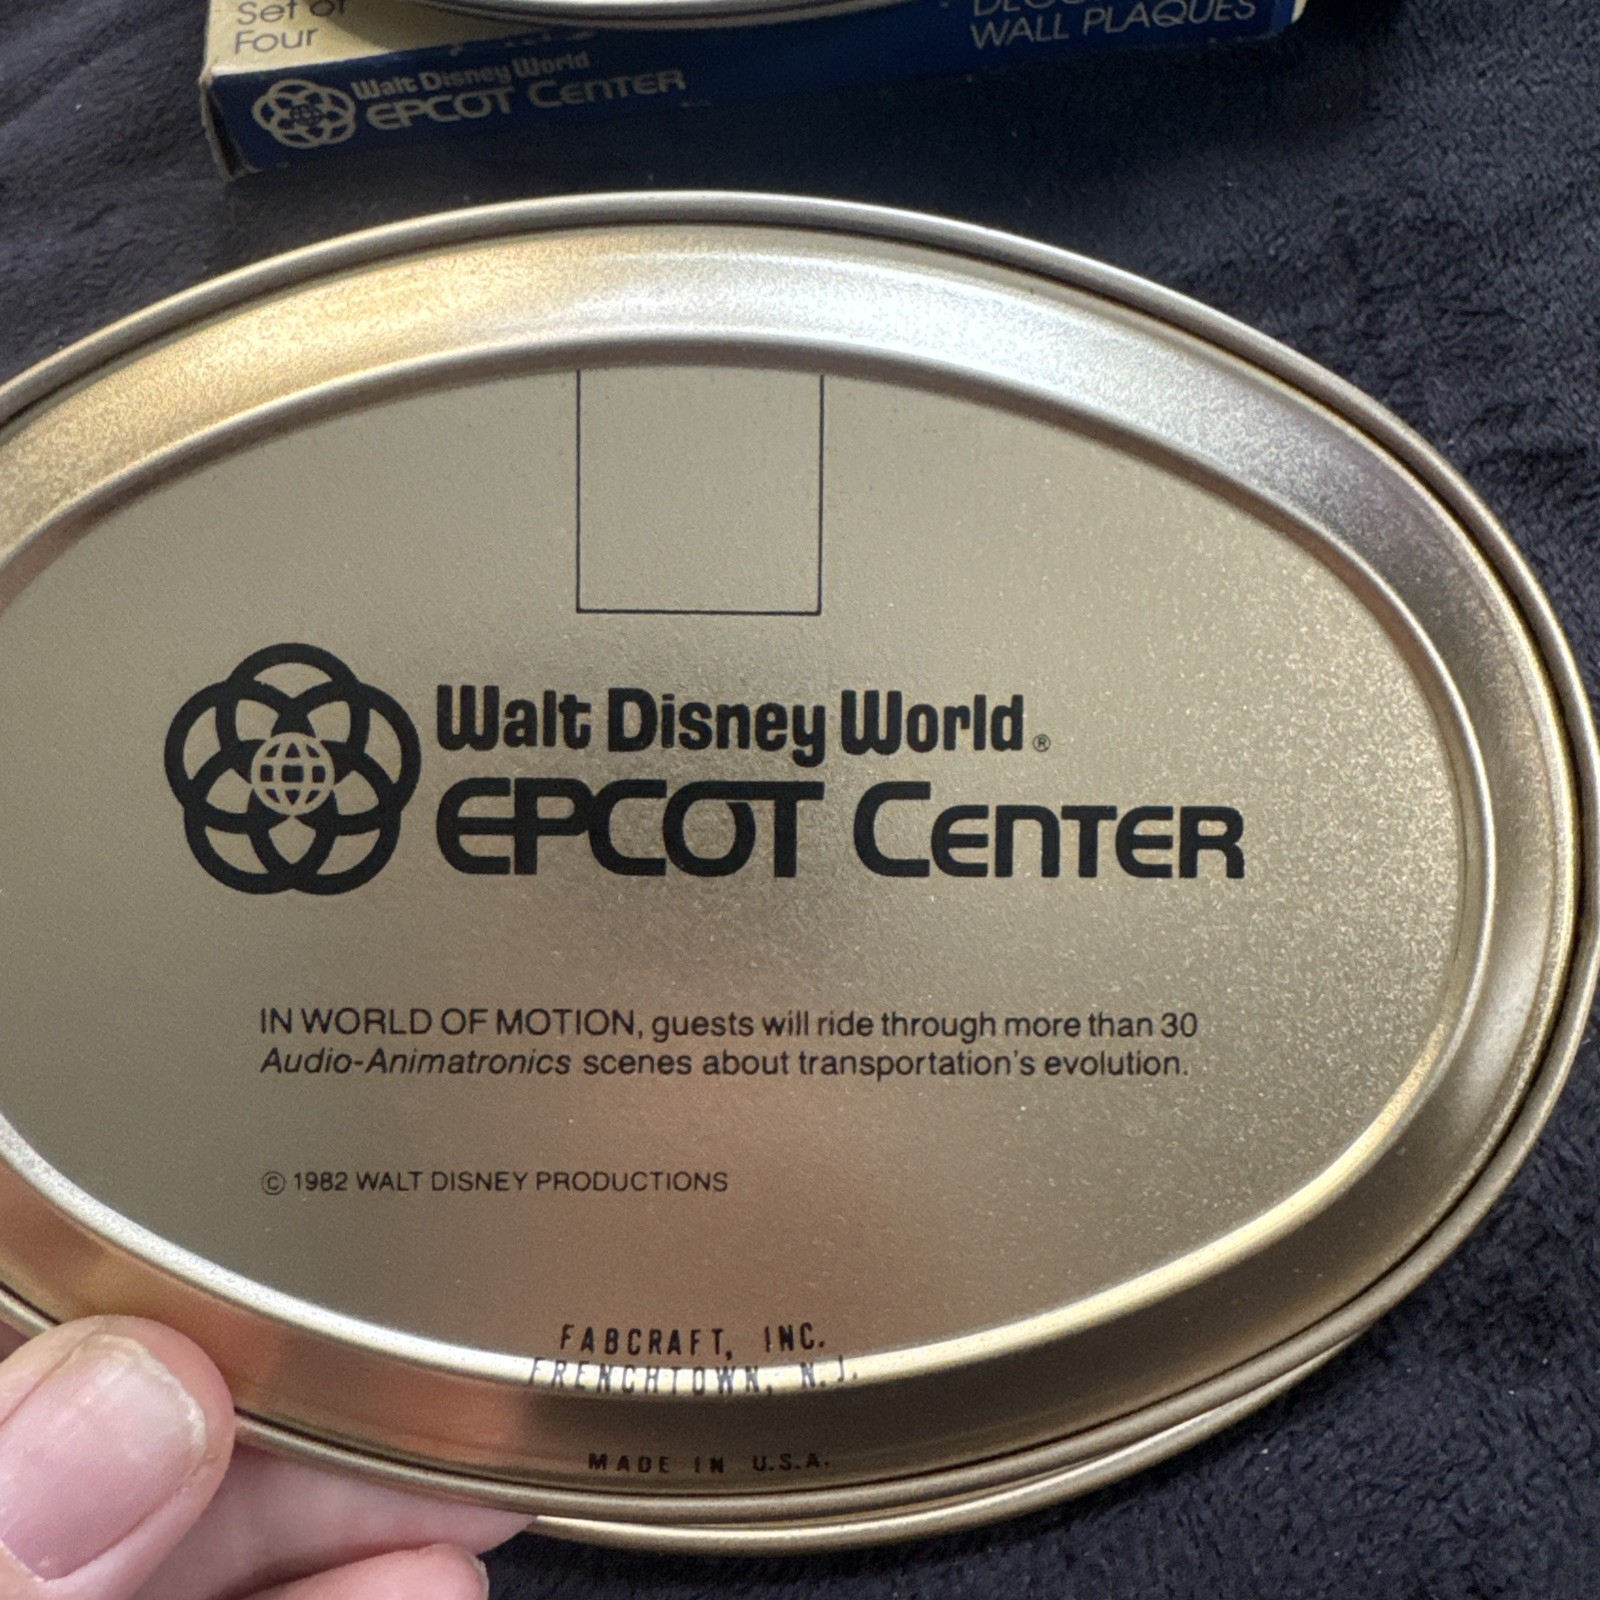 Set of
Four
WALL PLAQUES
Walt Disney World
EPCOT CENTER
Walt Disney World®
EPCOT CENTER
IN WORLD OF MOTION, guests will ride through more than 30
Audio-Animatronics scenes about transportation's evolution.
© 1982 WALT DISNEY PRODUCTIONS
FABCRAFT, INC.
FRENCHTOWN, N.J.
MADE IN U.S.A.